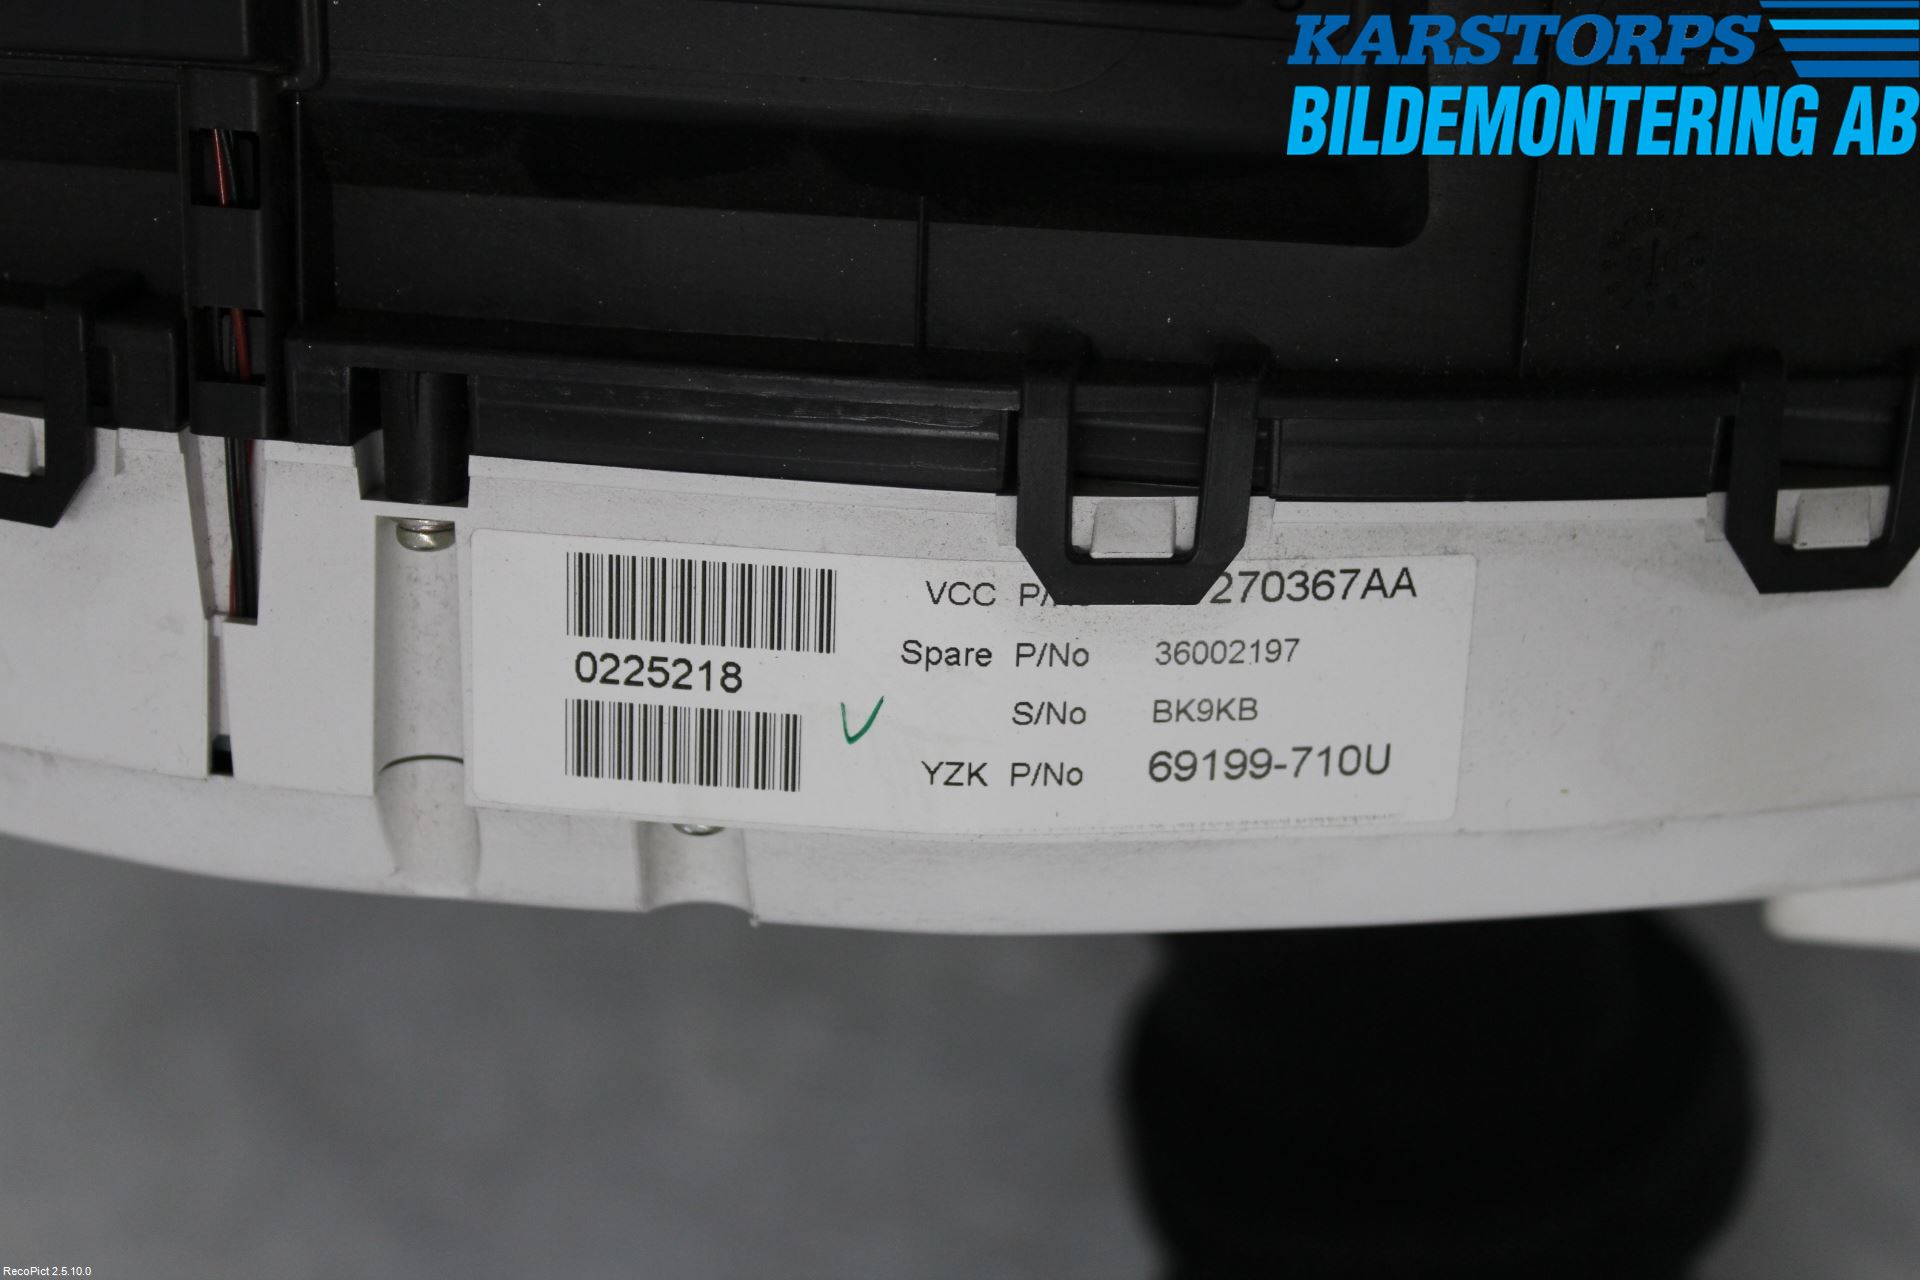 KARSTORPS
BILDEMONTERING AB
VCC P/No 270367AA
0225218
Spare P/No 36002197
S/No BK9KB
YZK P/No 69199-710U
RecoPict 2.5.10.0